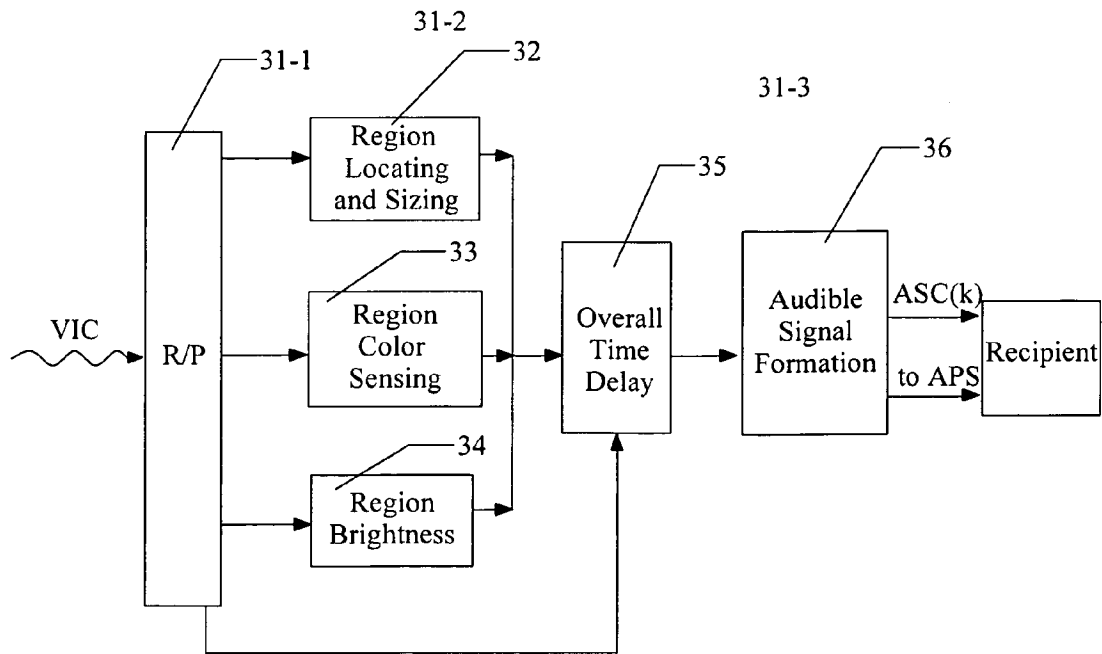 31-2
31-1
32
31-3
Region
Locating
and Sizing
35
36
33
Region
Color
Sensing
VIC
R/P
Overall
Time
Delay
Audible
Signal
Formation
ASC(k)
to APS
Recipient
34
Region
Brightness